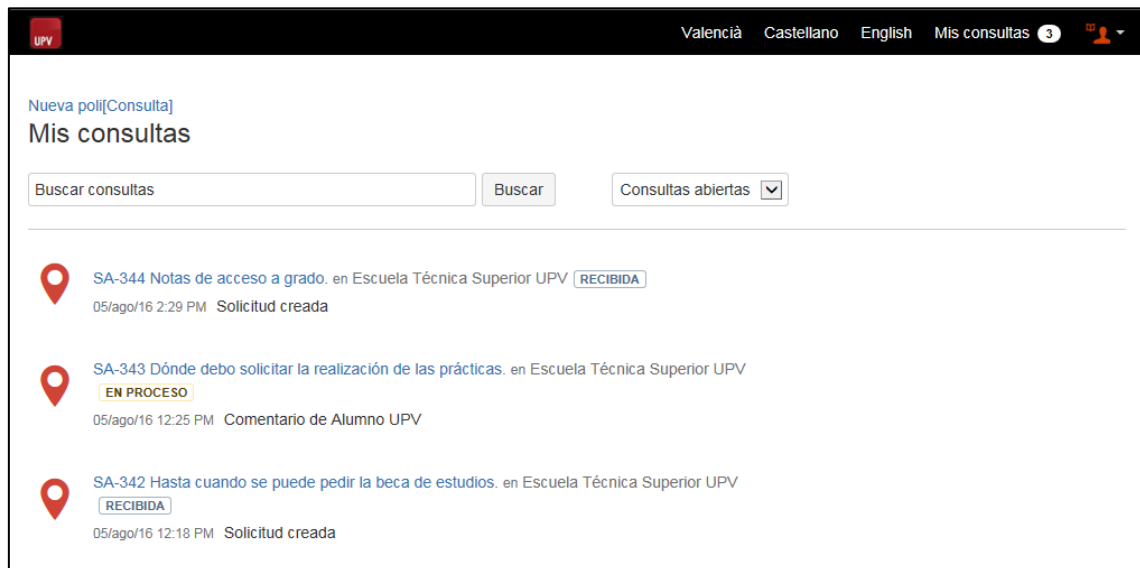 UPV Valencià Castellano English Mis consultas 3
Nueva poli[Consulta]
Mis consultas
Buscar consultas Buscar Consultas abiertas
SA-344 Notas de acceso a grado. en Escuela Técnica Superior UPV RECIBIDA
05/ago/16 2:29 PM Solicitud creada
SA-343 Dónde debo solicitar la realización de las prácticas. en Escuela Técnica Superior UPV
EN PROCESO
05/ago/16 12:25 PM Comentario de Alumno UPV
SA-342 Hasta cuando se puede pedir la beca de estudios. en Escuela Técnica Superior UPV
RECIBIDA
05/ago/16 12:18 PM Solicitud creada